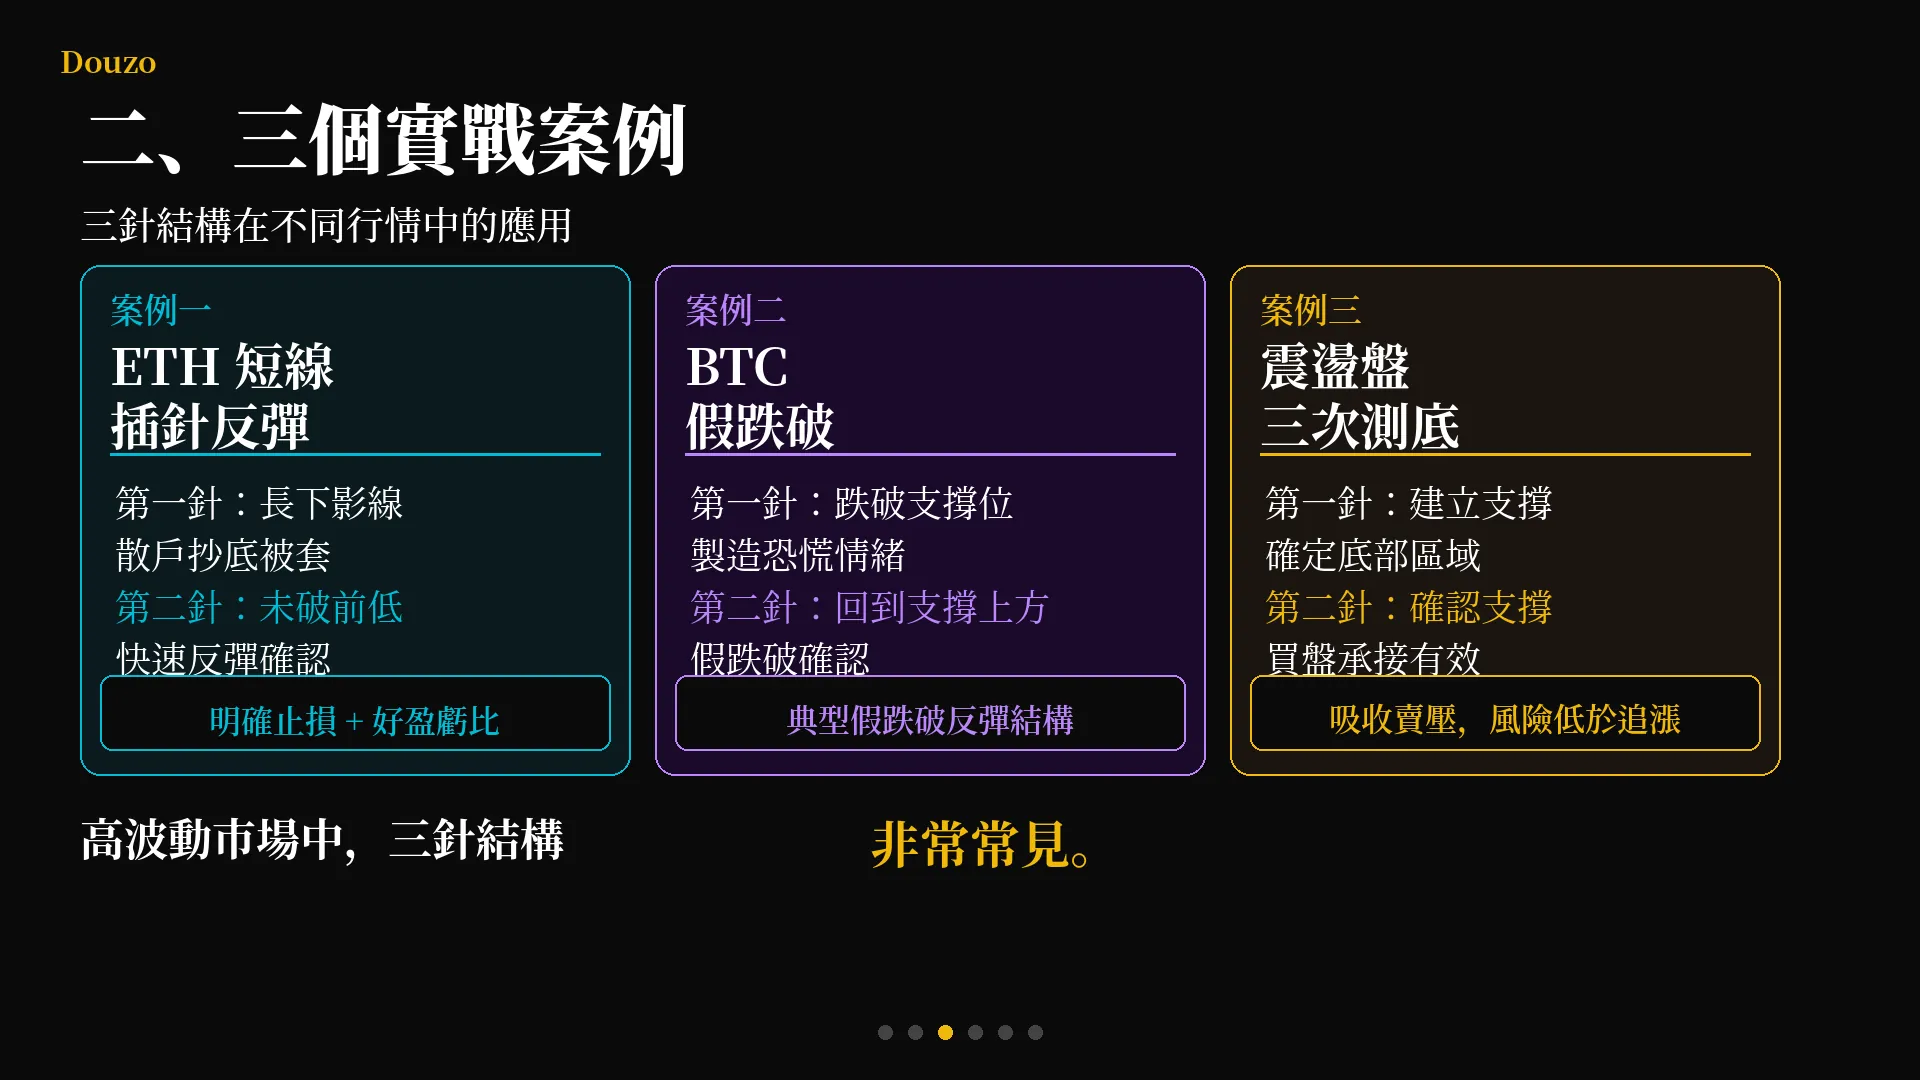 Douzo
二、三個實戰案例
三針結構在不同行情中的應用
案例一
ETH 短線
插針反彈
第一針：長下影線
散戶抄底被套
第二針：未破前低
快速反彈確認
明確止損 + 好盈虧比
案例二
BTC
假跌破
第一針：跌破支撐位
製造恐慌情緒
第二針：回到支撐上方
假跌破確認
典型假跌破反彈結構
案例三
震盪盤
三次測底
第一針：建立支撐
確定底部區域
第二針：確認支撐
買盤承接有效
吸收賣壓，風險低於追漲
高波動市場中，三針結構
非常常見。